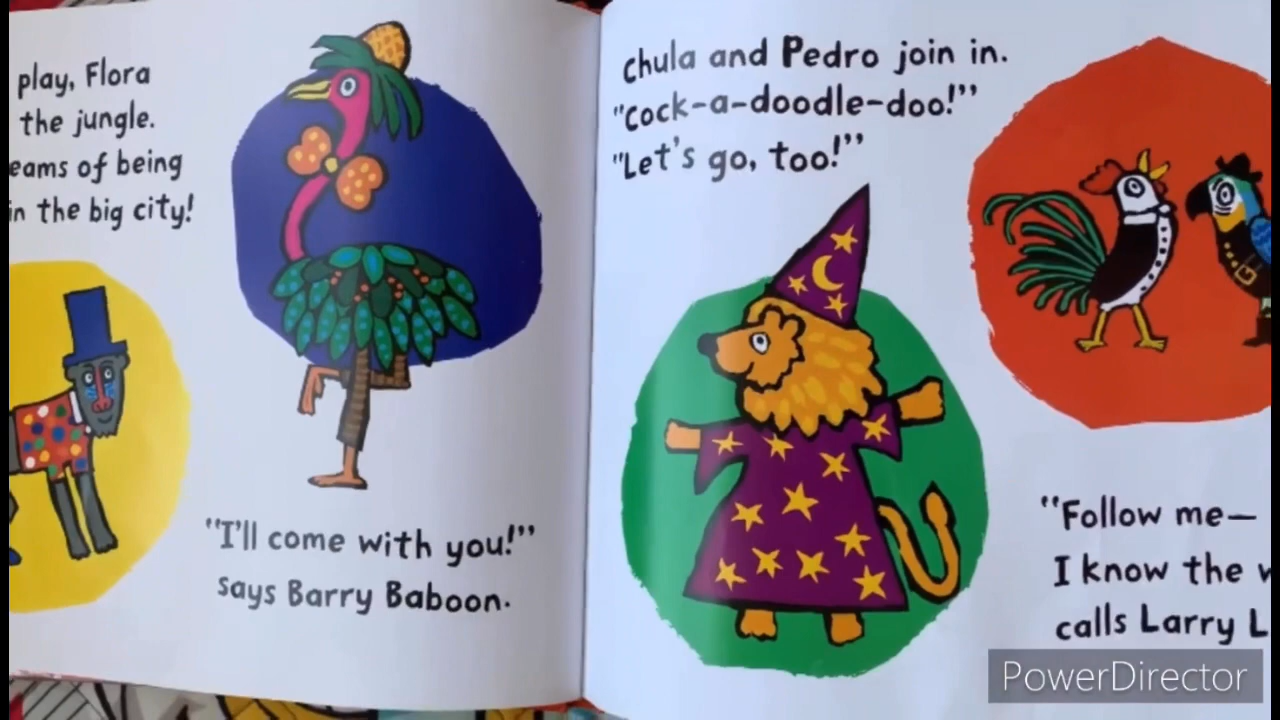 play, Flora
the jungle.
eams of being
in the big city!
"I'll come with you!"
says Barry Baboon.
chula and Pedro join in.
"Cock-a-doodle-doo!"
"Let's go, too!"
"Follow me—
I know the w
calls Larry L
PowerDirector